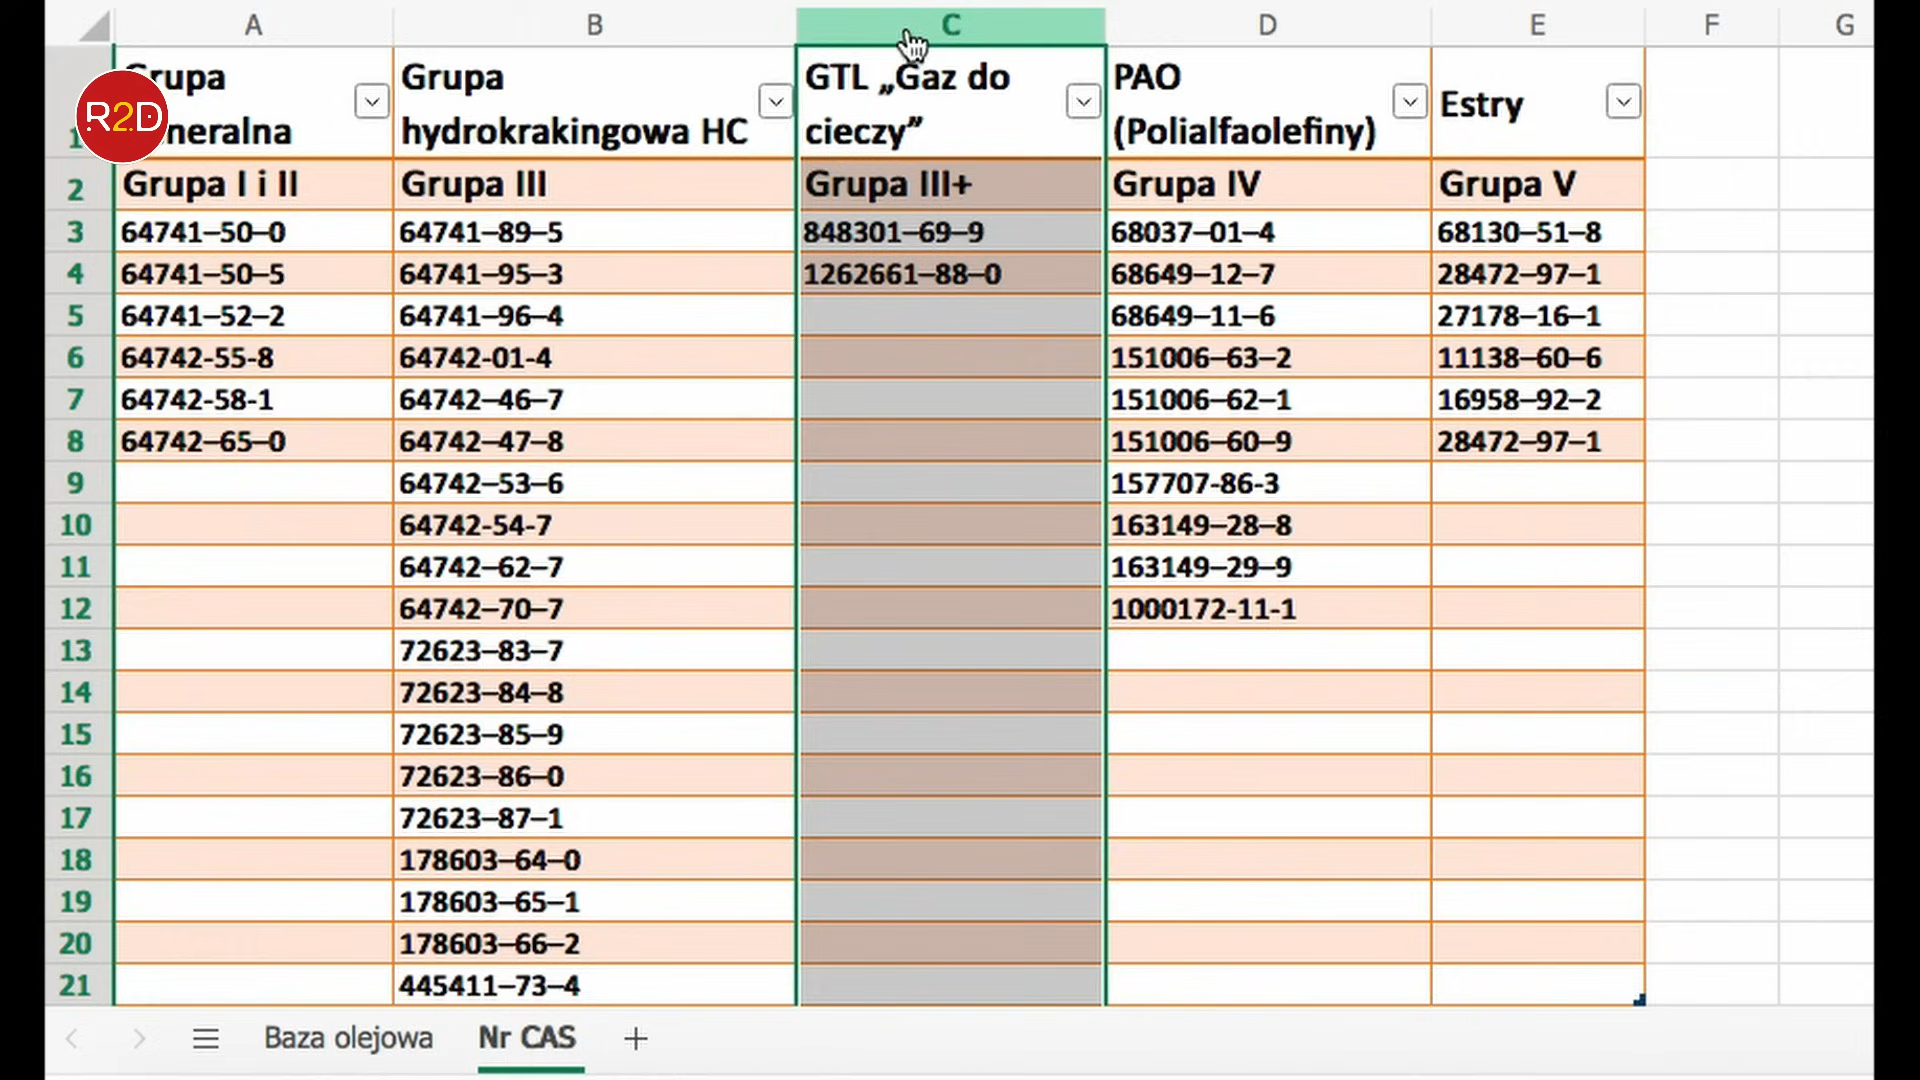 A B C D E F G
R2D
Grupa Grupa GTL „Gaz do PAO
hydrokrakingowa HC cieczy” (Polialfaolefiny) Estry
1
2 Grupa I i II Grupa III Grupa III+ Grupa IV Grupa V
3 64741–50–0 64741–89–5 848301–69–9 68037–01–4 68130–51–8
4 64741–50–5 64741–95–3 1262661–88–0 68649–12–7 28472–97–1
5 64741–52–2 64741–96–4 68649–11–6 27178–16–1
6 64742-55-8 64742-01-4 151006–63–2 11138–60–6
7 64742-58-1 64742–46–7 151006–62–1 16958–92–2
8 64742–65–0 64742–47–8 151006–60–9 28472–97–1
9 64742–53–6 157707-86-3
10 64742-54-7 163149–28–8
11 64742–62–7 163149–29–9
12 64742–70–7 1000172-11-1
13 72623–83–7
14 72623–84–8
15 72623–85–9
16 72623–86–0
17 72623–87–1
18 178603–64–0
19 178603–65–1
20 178603–66–2
21 445411–73–4
Baza olejowa Nr CAS +